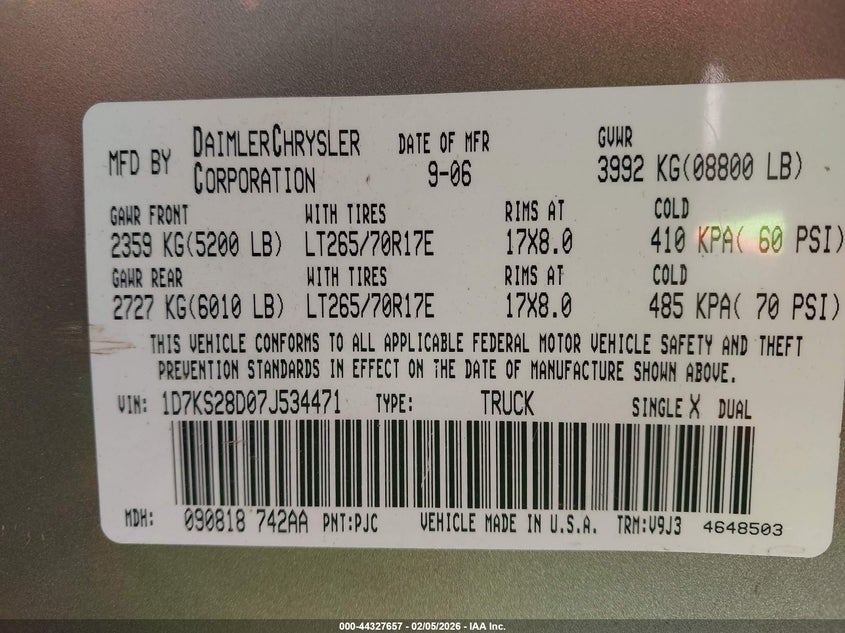 MFD BY DAIMLERCHRYSLER CORPORATION DATE OF MFR 9-06 GVWR 3992 KG(08800 LB)
GAWR FRONT WITH TIRES RIMS AT COLD
2359 KG(5200 LB) LT265/70R17E 17X8.0 410 KPA( 60 PSI)
GAWR REAR WITH TIRES RIMS AT COLD
2727 KG(6010 LB) LT265/70R17E 17X8.0 485 KPA( 70 PSI)
THIS VEHICLE CONFORMS TO ALL APPLICABLE FEDERAL MOTOR VEHICLE SAFETY AND THEFT
PREVENTION STANDARDS IN EFFECT ON THE DATE OF MANUFACTURE SHOWN ABOVE.
VIN: 1D7KS28D07J534471 TYPE: TRUCK SINGLE X DUAL
MDH: 090818 742AA PNT:PJC VEHICLE MADE IN U.S.A. TRM:V9J3 4648503
000-44327657 - 02/05/2026 - IAA Inc.